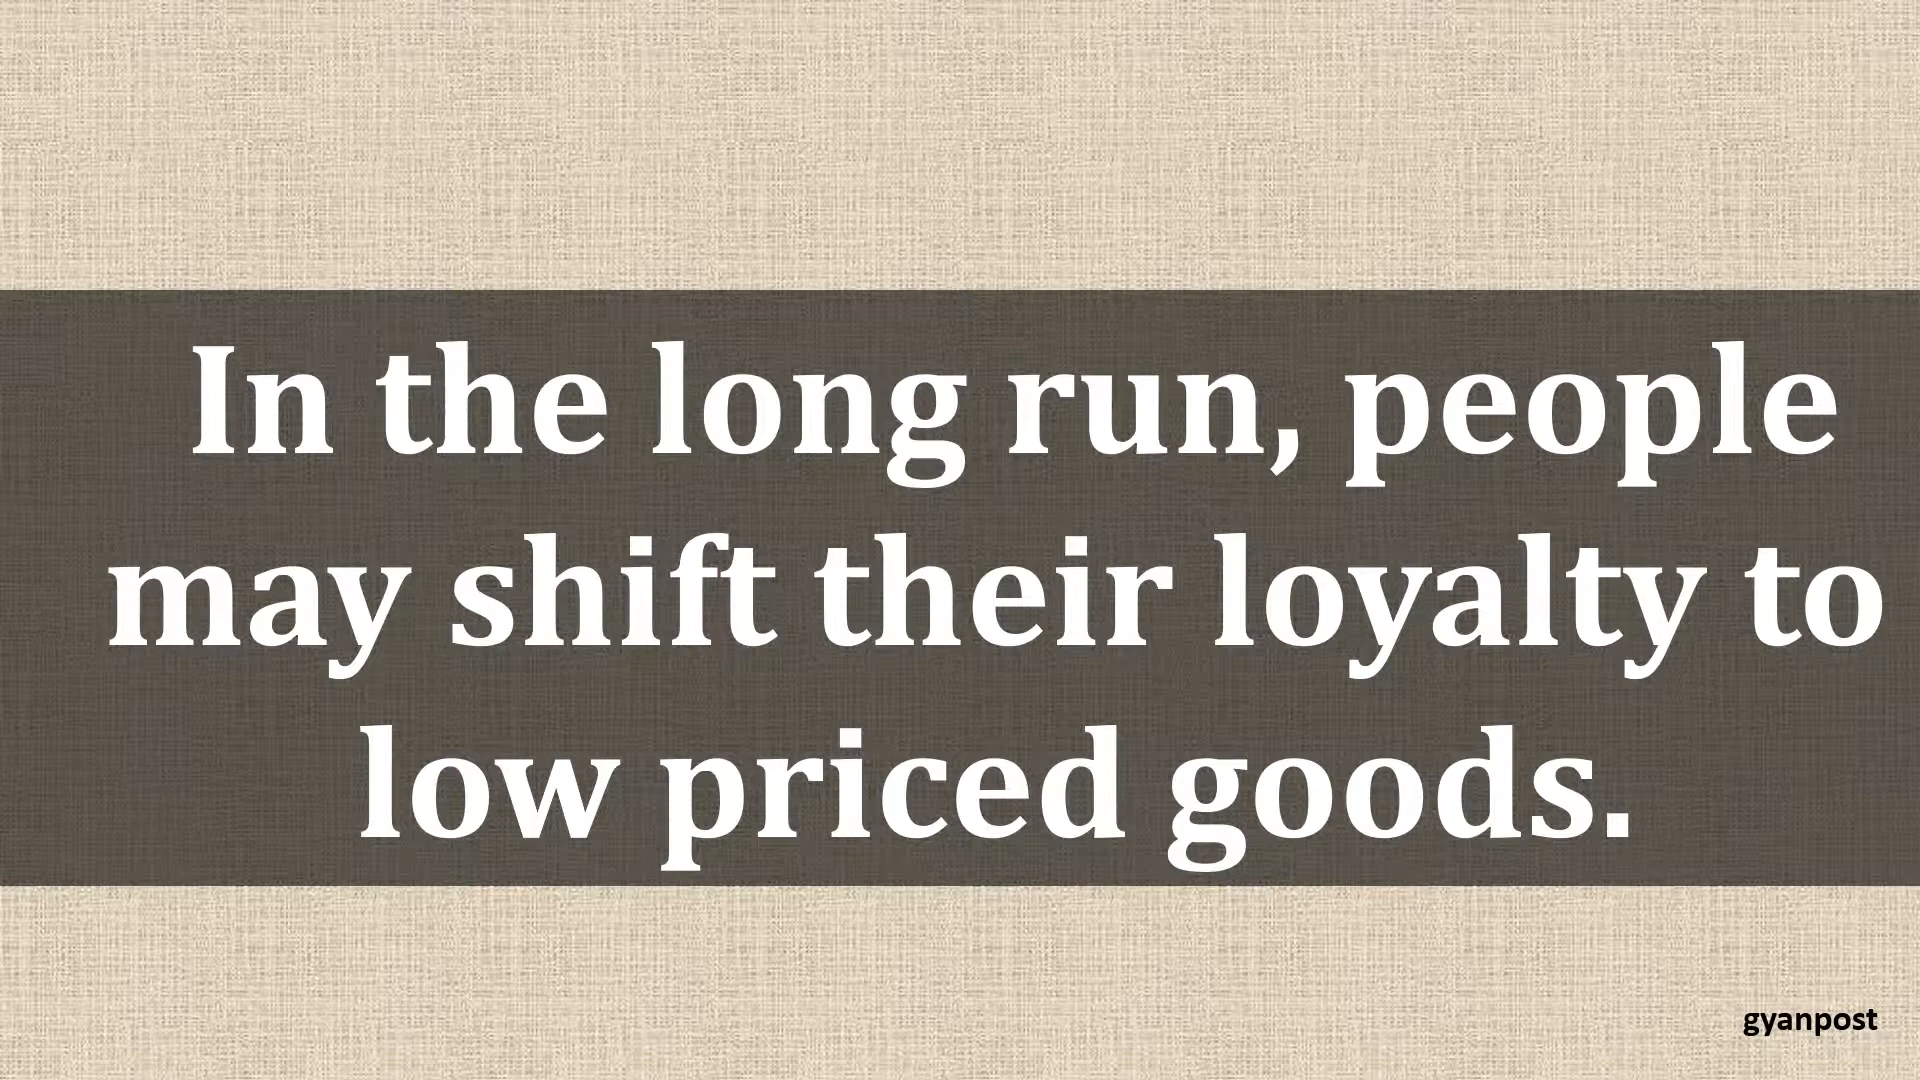 In the long run, people
may shift their loyalty to
low priced goods.
gyanpost